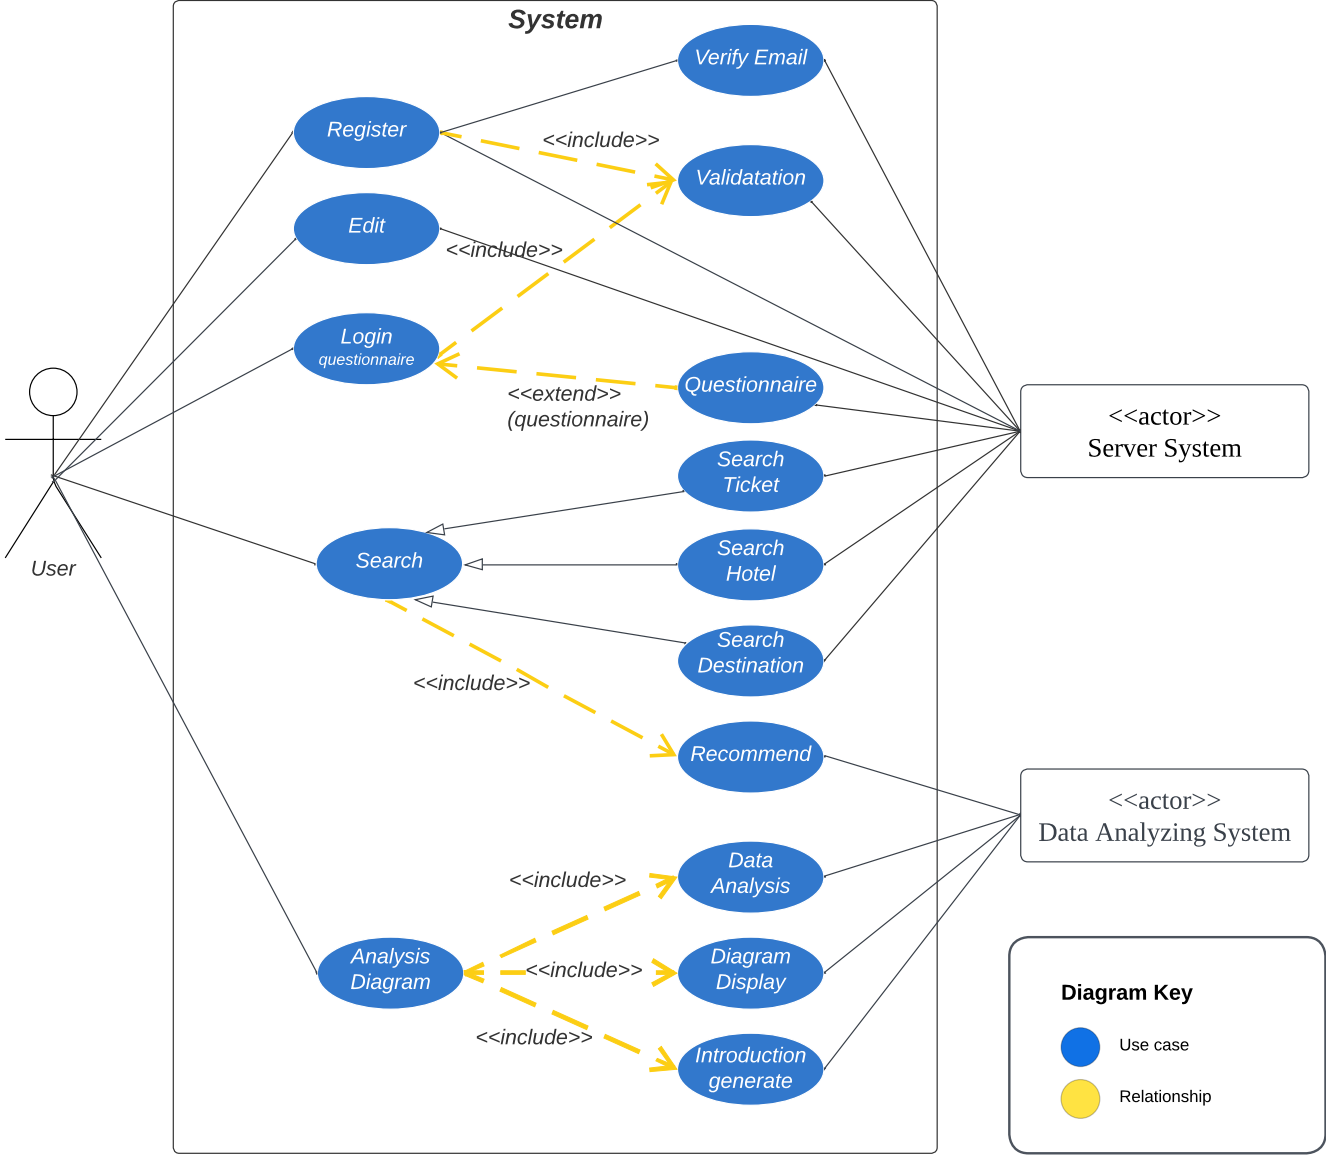 System
Verify Email
Register
<<include>>
Validatation
Edit
<<include>>
Login
questionnaire
Questionnaire
<<extend>>
(questionnaire)
<<actor>>
Server System
Search
Ticket
Search
Search
Hotel
User
Search
Destination
<<include>>
Recommend
<<actor>>
Data Analyzing System
<<include>>
Data
Analysis
Analysis
Diagram
<<include>>
Diagram
Display
<<include>>
Introduction
generate
Diagram Key
Use case
Relationship